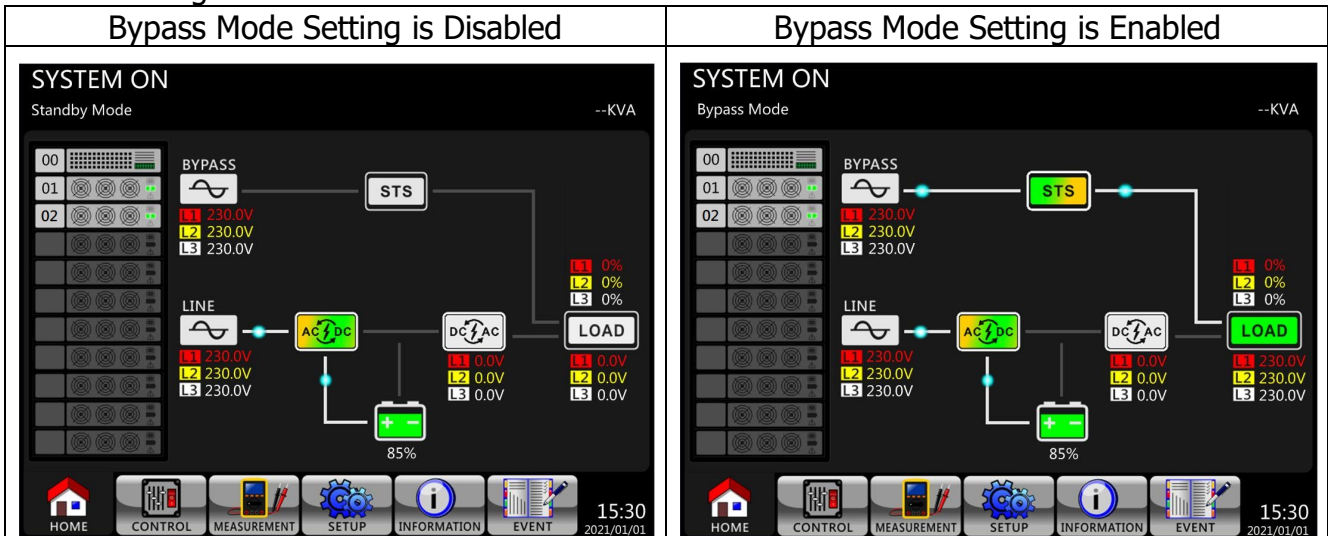 Bypass Mode Setting is Disabled
Bypass Mode Setting is Enabled
SYSTEM ON
Standby Mode
--KVA
00
01
02
BYPASS
STS
L1 230.0V
L2 230.0V
L3 230.0V
L1 0%
L2 0%
L3 0%
LINE
AC DC
DC AC
LOAD
L1 230.0V
L2 230.0V
L3 230.0V
L1 0.0V
L2 0.0V
L3 0.0V
L1 0.0V
L2 0.0V
L3 0.0V
+ −
85%
HOME
CONTROL
MEASUREMENT
SETUP
INFORMATION
EVENT
15:30
2021/01/01
SYSTEM ON
Bypass Mode
--KVA
00
01
02
BYPASS
STS
L1 230.0V
L2 230.0V
L3 230.0V
L1 0%
L2 0%
L3 0%
LINE
AC DC
DC AC
LOAD
L1 230.0V
L2 230.0V
L3 230.0V
L1 0.0V
L2 0.0V
L3 0.0V
L1 230.0V
L2 230.0V
L3 230.0V
+ −
85%
HOME
CONTROL
MEASUREMENT
SETUP
INFORMATION
EVENT
15:30
2021/01/01